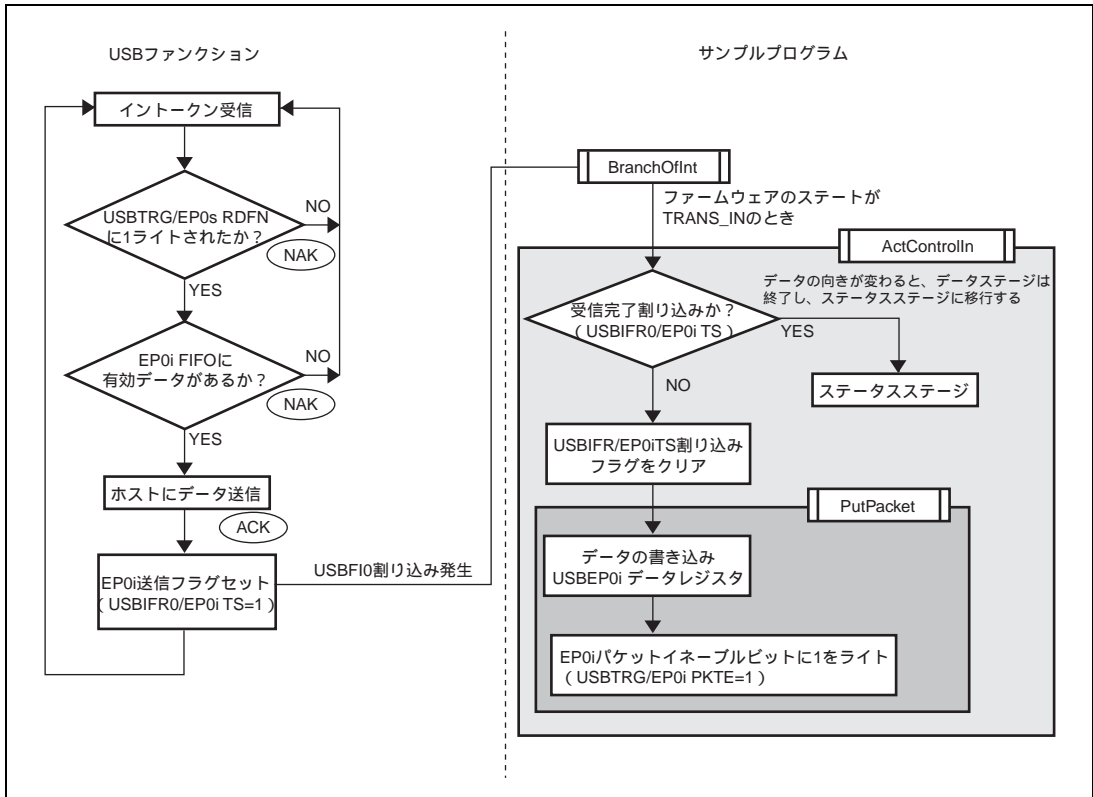 USBファンクション
イントークン受信
USBTRG/EP0s RDFN
に1ライトされたか？
NO
NAK
YES
EP0i FIFOに
有効データがあるか？
NO
NAK
YES
ホストにデータ送信
ACK
EP0i送信フラグセット
（USBIFR0/EP0i TS=1）
USBFI0割り込み発生
サンプルプログラム
BranchOfInt
ファームウェアのステートが
TRANS_INのとき
ActControlIn
データの向きが変わると、データステージは
終了し、ステータスステージに移行する
受信完了割り込みか？
（USBIFR0/EP0i TS）
YES
ステータスステージ
NO
USBIFR/EP0iTS割り込み
フラグをクリア
PutPacket
データの書き込み
USBEP0i データレジスタ
EP0iパケットイネーブルビットに1をライト
（USBTRG/EP0i PKTE=1）